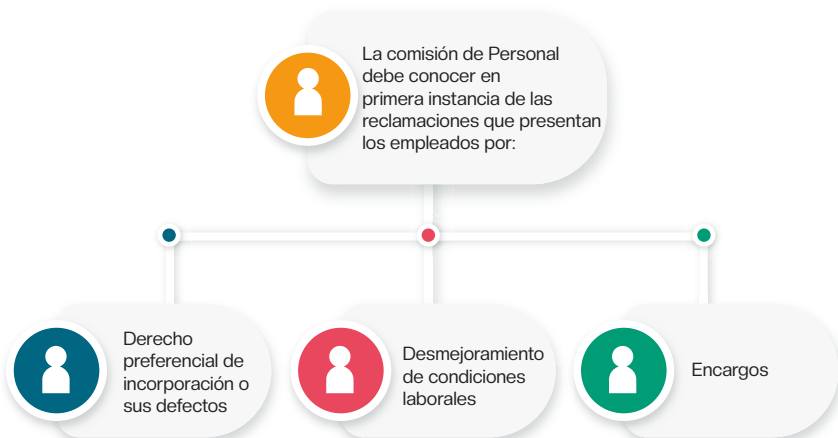 La comisión de Personal
debe conocer en
primera instancia de las
reclamaciones que presentan
los empleados por:
Derecho
preferencial de
incorporación o
sus defectos
Desmejoramiento
de condiciones
laborales
Encargos